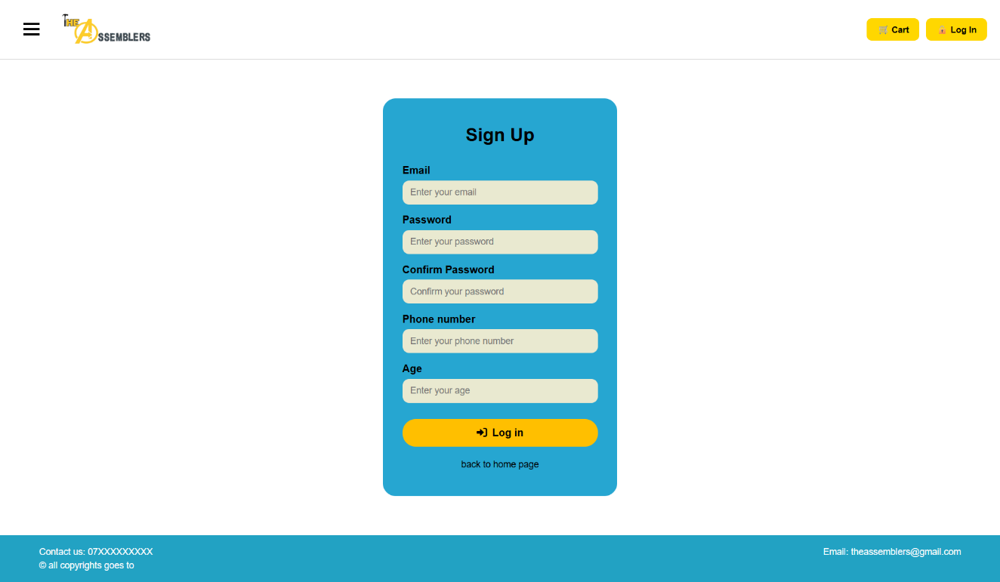 THE ASSEMBLERS
Cart
Log In
Sign Up
Email
Enter your email
Password
Enter your password
Confirm Password
Confirm your password
Phone number
Enter your phone number
Age
Enter your age
Log in
back to home page
Contact us: 07XXXXXXXXX
© all copyrights goes to
Email: theassemblers@gmail.com